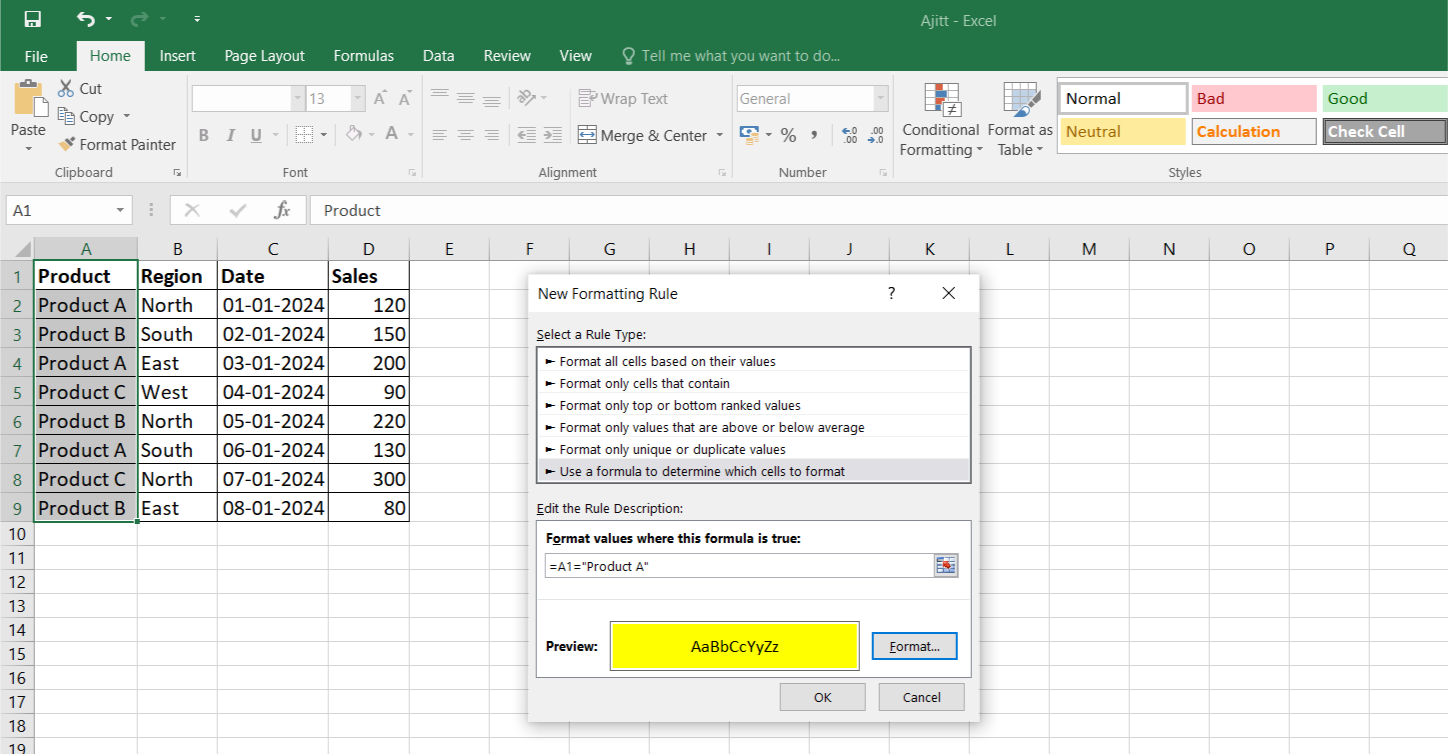 Ajitt - Excel
File Home Insert Page Layout Formulas Data Review View Tell me what you want to do...
Paste
Cut
Copy
Format Painter
Clipboard
13
B I U
A A
A
Font
Wrap Text
Merge & Center
Alignment
General
% ,
.00 .0
Number
Conditional Formatting
Format as Table
Normal Bad Good
Neutral Calculation Check Cell
Styles
A1 fx Product
A B C D E F G H I J K L M N O P Q
1 Product Region Date Sales
2 Product A North 01-01-2024 120
3 Product B South 02-01-2024 150
4 Product A East 03-01-2024 200
5 Product C West 04-01-2024 90
6 Product B North 05-01-2024 220
7 Product A South 06-01-2024 130
8 Product C North 07-01-2024 300
9 Product B East 08-01-2024 80
10
11
12
13
14
15
16
17
18
19
New Formatting Rule ?
Select a Rule Type:
► Format all cells based on their values
► Format only cells that contain
► Format only top or bottom ranked values
► Format only values that are above or below average
► Format only unique or duplicate values
► Use a formula to determine which cells to format
Edit the Rule Description:
Format values where this formula is true:
=A1="Product A"
Preview: AaBbCcYyZz Format...
OK Cancel